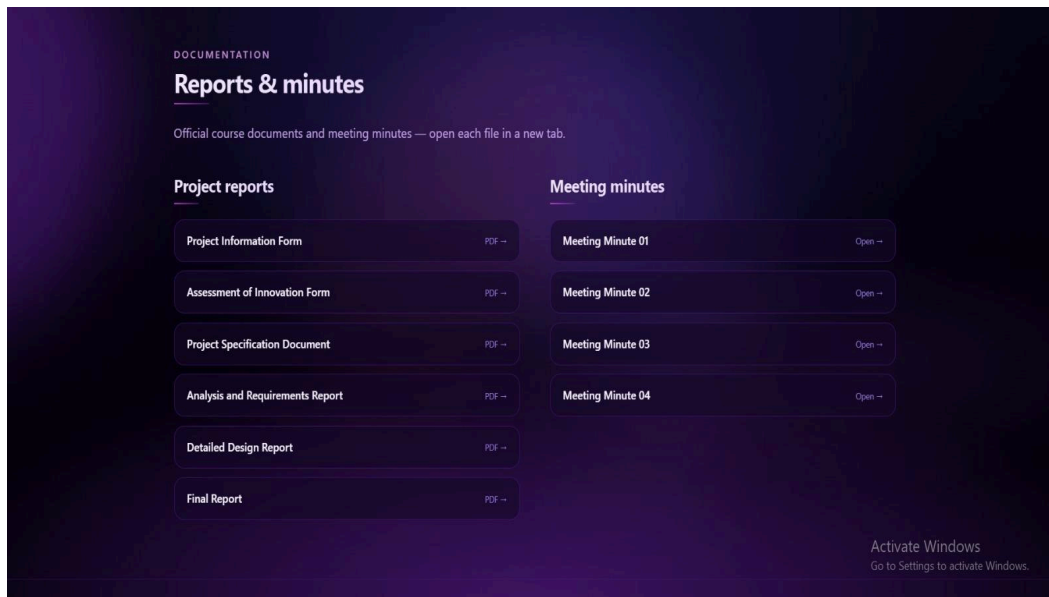 DOCUMENTATION
Reports & minutes
Official course documents and meeting minutes — open each file in a new tab.
Project reports
Project Information Form PDF →
Assessment of Innovation Form PDF →
Project Specification Document PDF →
Analysis and Requirements Report PDF →
Detailed Design Report PDF →
Final Report PDF →
Meeting minutes
Meeting Minute 01 Open →
Meeting Minute 02 Open →
Meeting Minute 03 Open →
Meeting Minute 04 Open →
Activate Windows
Go to Settings to activate Windows.